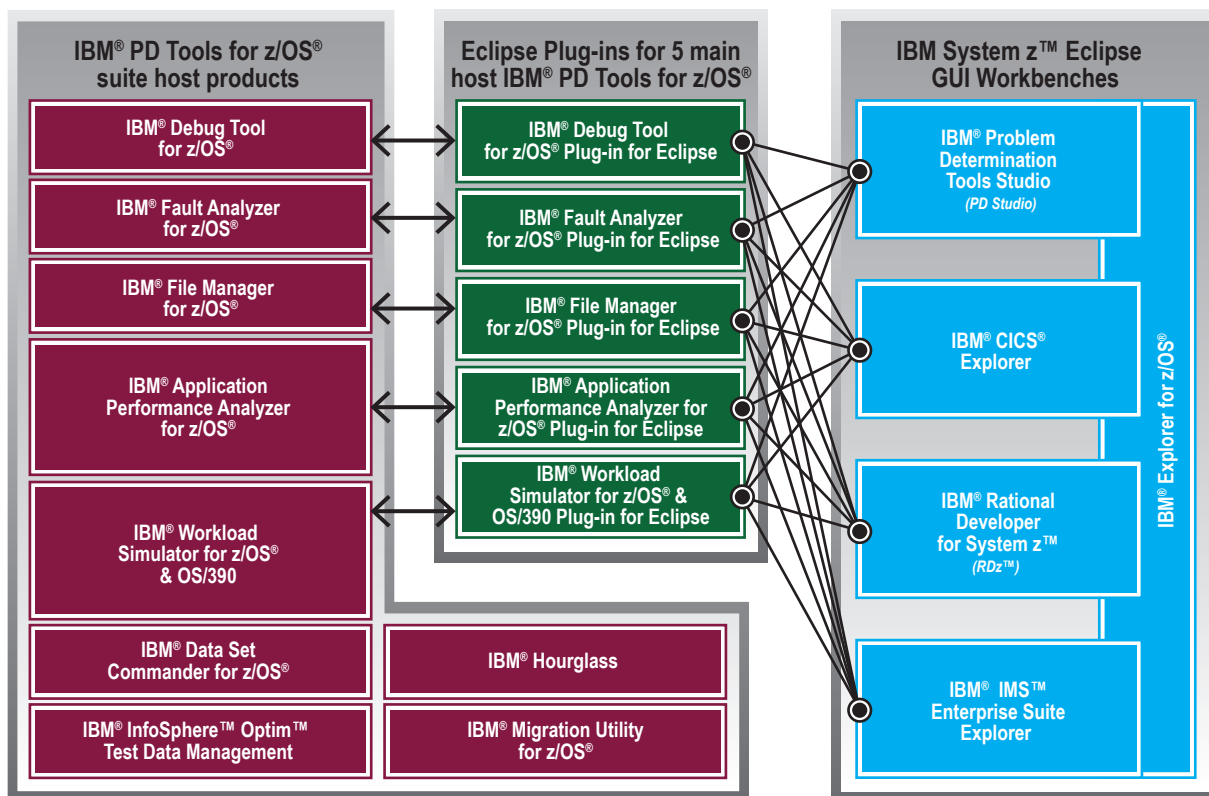 IBM® PD Tools for z/OS®
suite host products
IBM® Debug Tool
for z/OS®
IBM® Fault Analyzer
for z/OS®
IBM® File Manager
for z/OS®
IBM® Application
Performance Analyzer
for z/OS®
IBM® Workload
Simulator for z/OS®
& OS/390
IBM® Data Set
Commander for z/OS®
IBM® InfoSphere™ Optim™
Test Data Management
IBM® Hourglass
IBM® Migration Utility
for z/OS®
Eclipse Plug-ins for 5 main
host IBM® PD Tools for z/OS®
IBM® Debug Tool
for z/OS® Plug-in for Eclipse
IBM® Fault Analyzer
for z/OS® Plug-in for Eclipse
IBM® File Manager
for z/OS® Plug-in for Eclipse
IBM® Application
Performance Analyzer for
z/OS® Plug-in for Eclipse
IBM® Workload
Simulator for z/OS® &
OS/390 Plug-in for Eclipse
IBM System z™ Eclipse
GUI Workbenches
IBM® Problem
Determination
Tools Studio
(PD Studio)
IBM® CICS®
Explorer
IBM® Rational
Developer
for System z™
(RDz™)
IBM® IMS™
Enterprise Suite
Explorer
IBM® Explorer for z/OS®